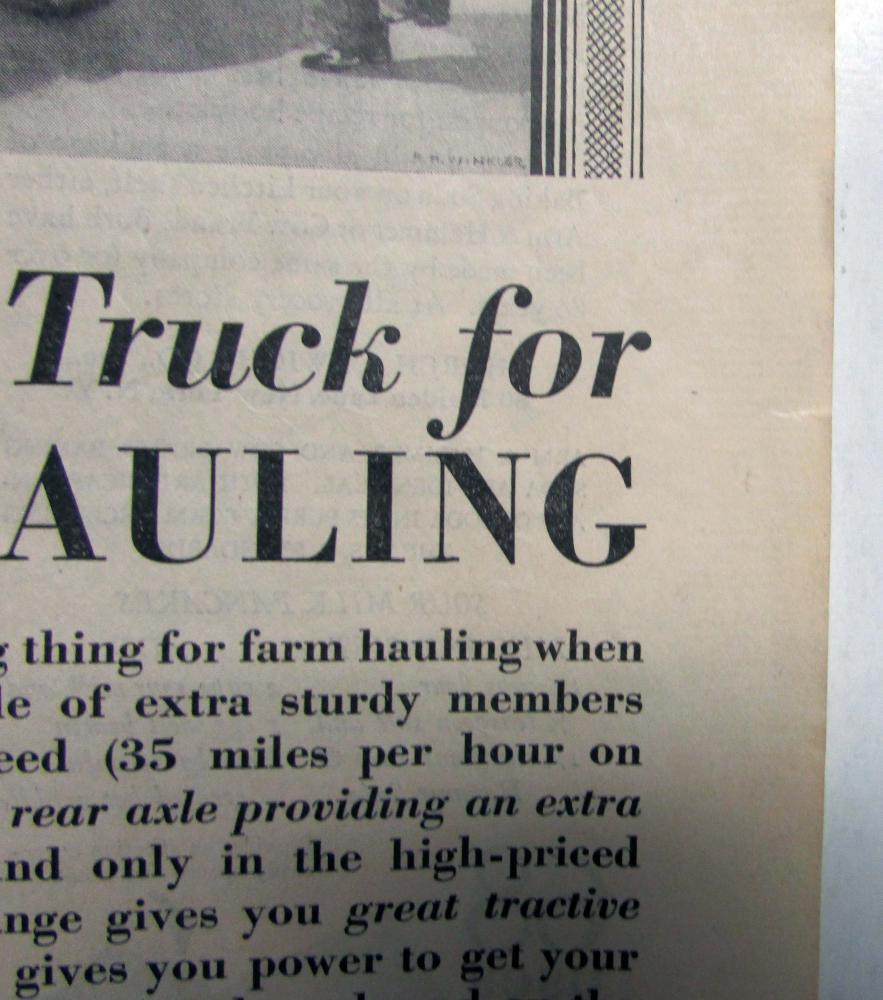 R.M. WINKLER
Truck for
AULING
g thing for farm hauling when
le of extra sturdy members
eed (35 miles per hour on
rear axle providing an extra
nd only in the high-priced
nge gives you great tractive
gives you power to get your